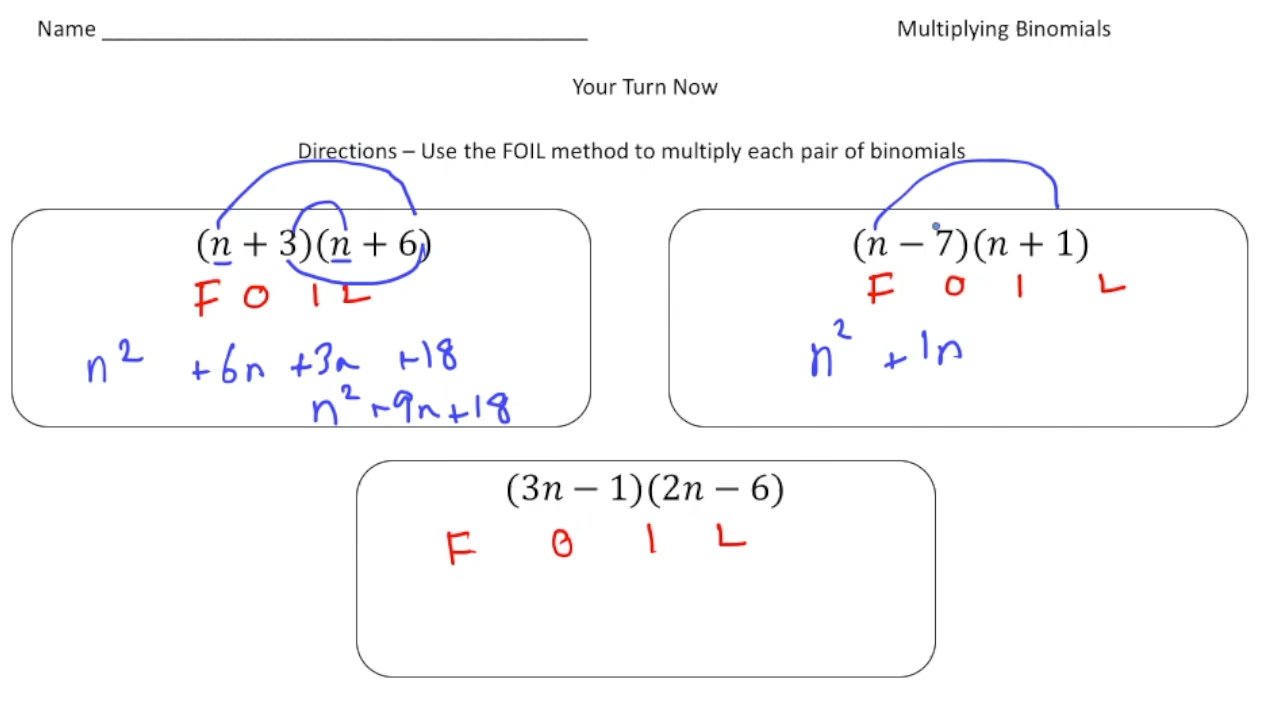 Name ________________________ Multiplying Binomials
Your Turn Now
Directions – Use the FOIL method to multiply each pair of binomials
(n + 3)(n + 6)
F O I L
n² +6n +3n +18
n² +9n +18
(n − 7)(n + 1)
F O I L
n² +1n
(3n − 1)(2n − 6)
F O I L